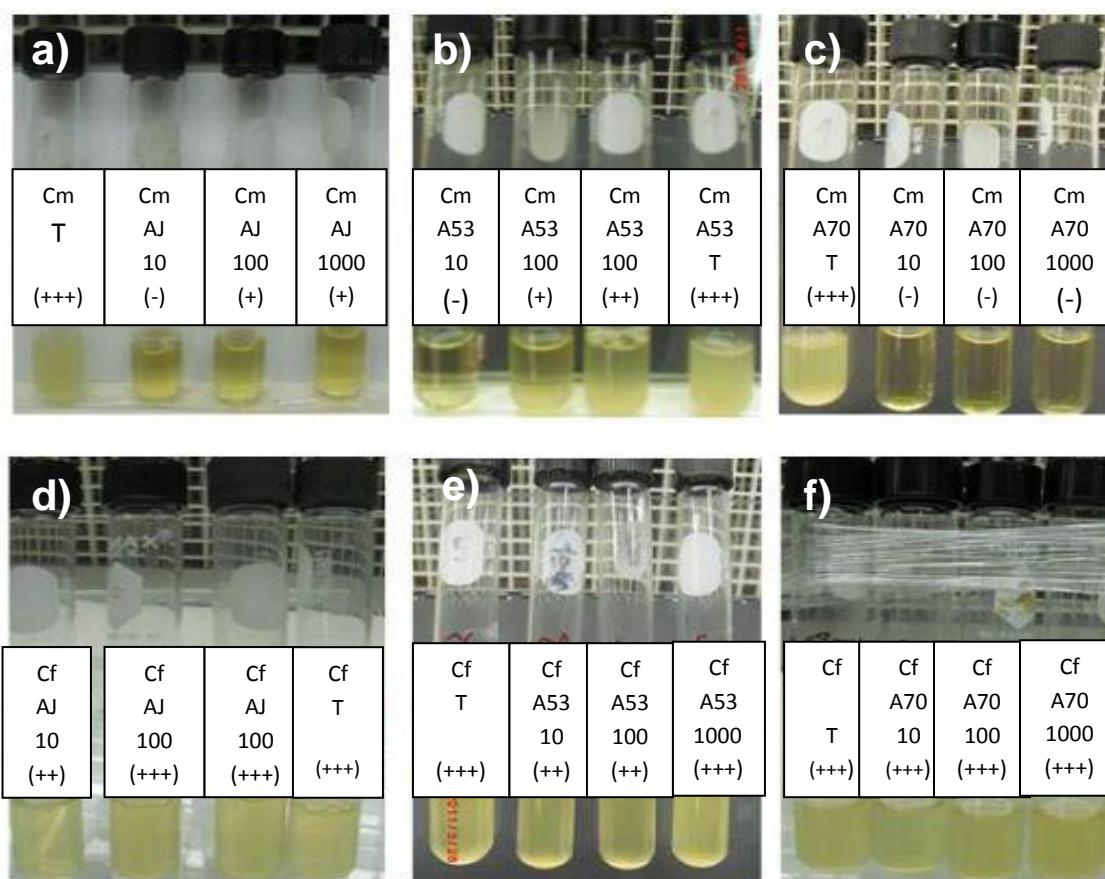 a)
Cm
T
(+++)
Cm
AJ
10
(-)
Cm
AJ
100
(+)
Cm
AJ
1000
(+)
b)
Cm
A53
10
(-)
Cm
A53
100
(+)
Cm
A53
100
(++)
Cm
A53
T
(+++)
c)
Cm
A70
T
(+++)
Cm
A70
10
(-)
Cm
A70
100
(-)
Cm
A70
1000
(-)
d)
Cf
AJ
10
(++)
Cf
AJ
100
(+++)
Cf
AJ
100
(+++)
Cf
T
(+++)
e)
Cf
T
(+++)
Cf
A53
10
(++)
Cf
A53
100
(++)
Cf
A53
1000
(+++)
f)
Cf
T
(+++)
Cf
A70
10
(+++)
Cf
A70
100
(+++)
Cf
A70
1000
(+++)